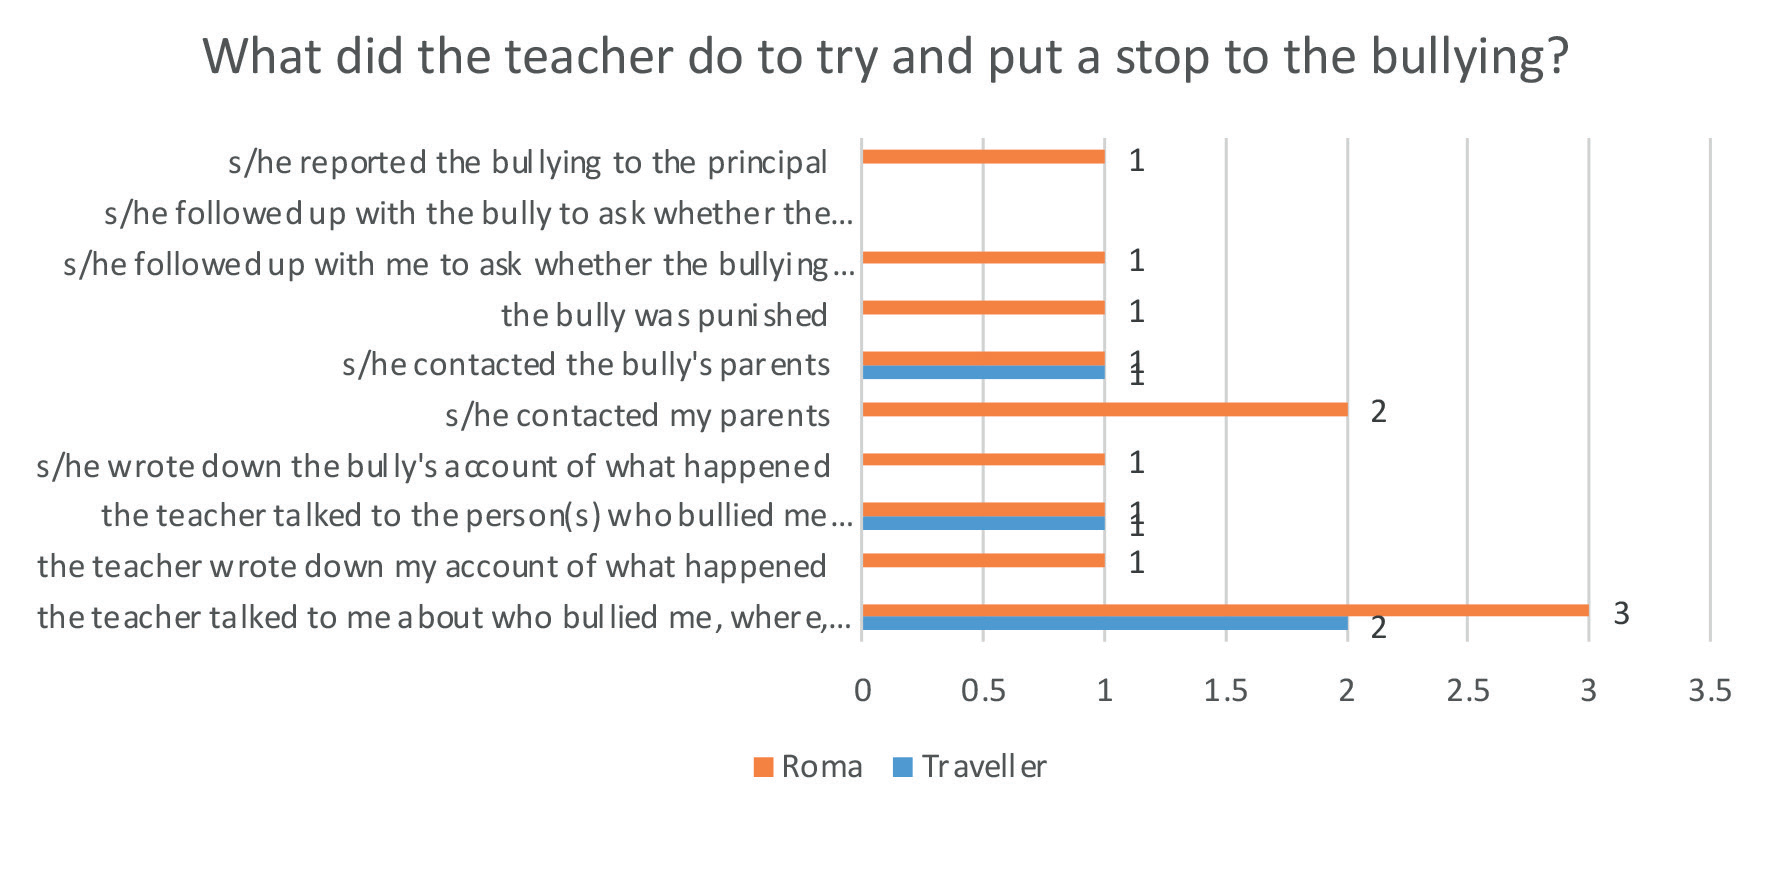 What did the teacher do to try and put a stop to the bullying?
s/he reported the bullying to the principal
1
s/he followed up with the bully to ask whether the...
s/he followed up with me to ask whether the bullying...
1
the bully was punished
1
s/he contacted the bully's parents
1
1
s/he contacted my parents
2
s/he wrote down the bully's account of what happened
1
the teacher talked to the person(s) who bullied me...
1
1
the teacher wrote down my account of what happened
1
the teacher talked to me about who bullied me, where,...
3
2
0 0.5 1 1.5 2 2.5 3 3.5
Roma Traveller